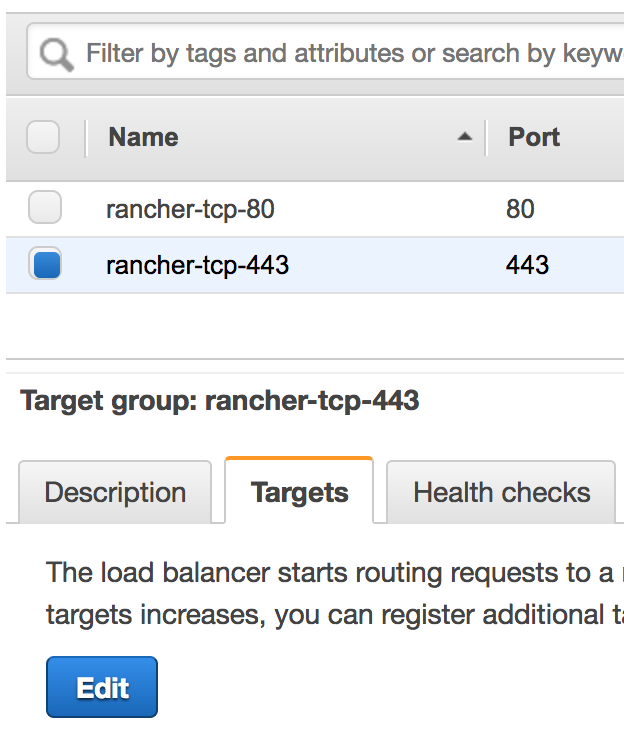 Filter by tags and attributes or search by keyw
Name Port
rancher-tcp-80 80
rancher-tcp-443 443
Target group: rancher-tcp-443
Description Targets Health checks
The load balancer starts routing requests to a
targets increases, you can register additional
Edit